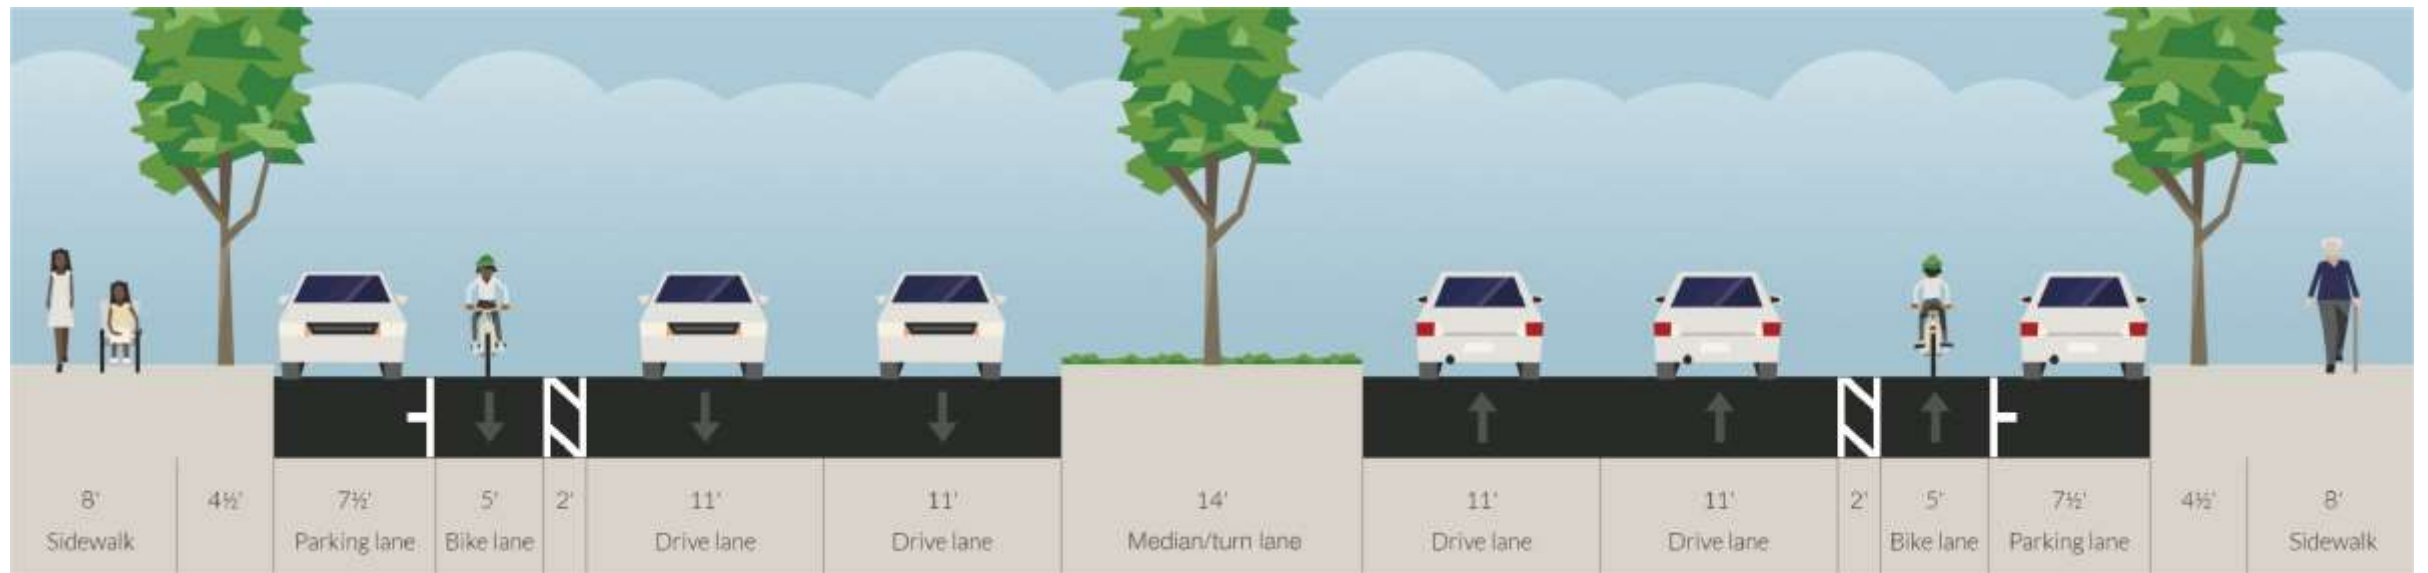 8' 4½' 7½' 5' 2' 11' 11' 14' 11' 11' 2' 5' 7½' 4½' 8'
Sidewalk Parking lane Bike lane Drive lane Drive lane Median/turn lane Drive lane Drive lane Bike lane Parking lane Sidewalk